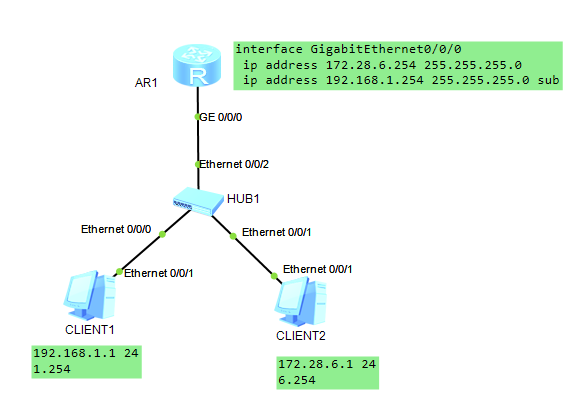 interface GigabitEthernet0/0/0
ip address 172.28.6.254 255.255.255.0
ip address 192.168.1.254 255.255.255.0 sub
R
AR1
GE 0/0/0
Ethernet 0/0/2
HUB1
Ethernet 0/0/0
Ethernet 0/0/1
Ethernet 0/0/1
Ethernet 0/0/1
CLIENT1
CLIENT2
192.168.1.1 24
1.254
172.28.6.1 24
6.254